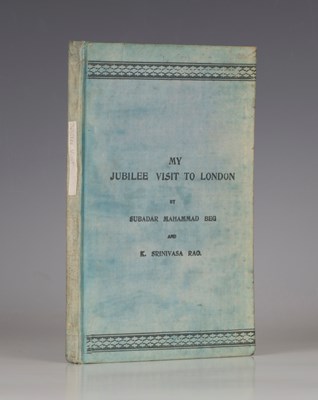 MY
JUBILEE VISIT TO LONDON
BY
SUBADAR MAHAMMAD BEG
AND
K. SRINIVASA RAO.